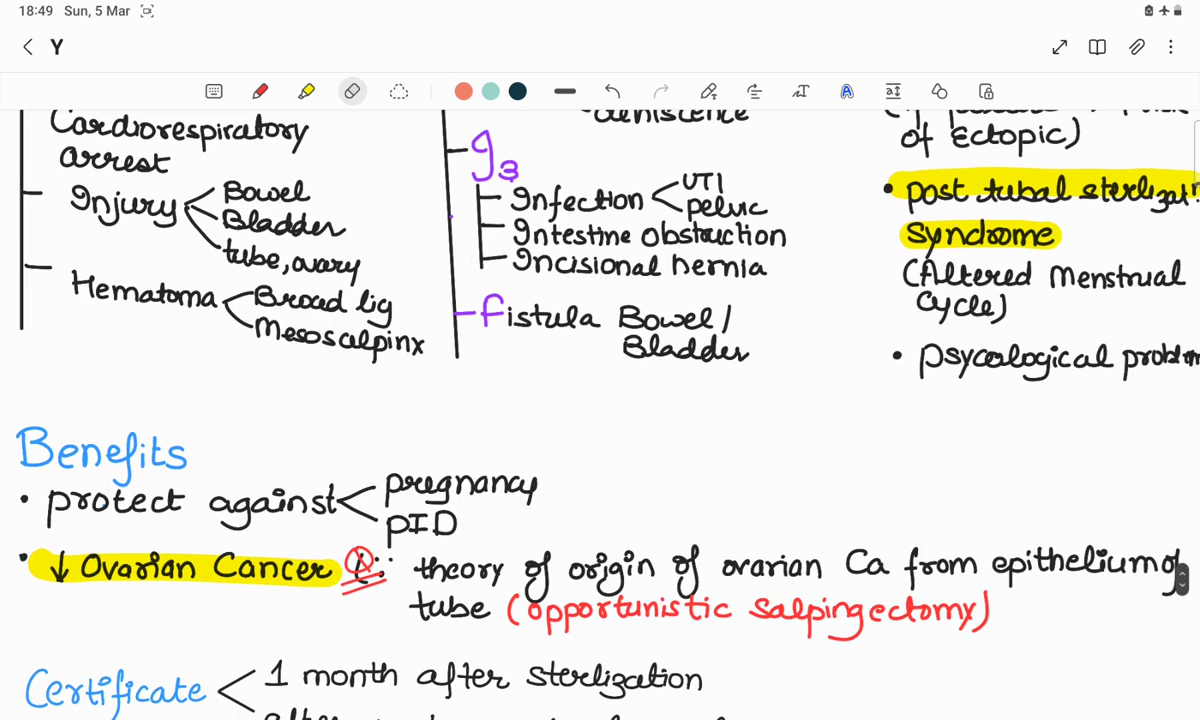 18:49 Sun, 5 Mar
Y
Cardiorespiratory
arrest
Injury
Bowel
Bladder
tube, ovary
Hematoma
Broad lig
Mesosalpinx
g3
Infection
UTI
pelvic
Intestine obstruction
Incisional hernia
fistula Bowel /
Bladder
of Ectopic)
• post tubal sterlizati
Syndrome
(Altered Menstrual
Cycle)
• psycological problem
Benefits
• protect against
pregnancy
PID
• ↓ Ovarian Cancer ∵ theory of origin of ovarian Ca from epithelium of
tube (opportunistic salpingectomy)
Certificate
1 month after sterlization